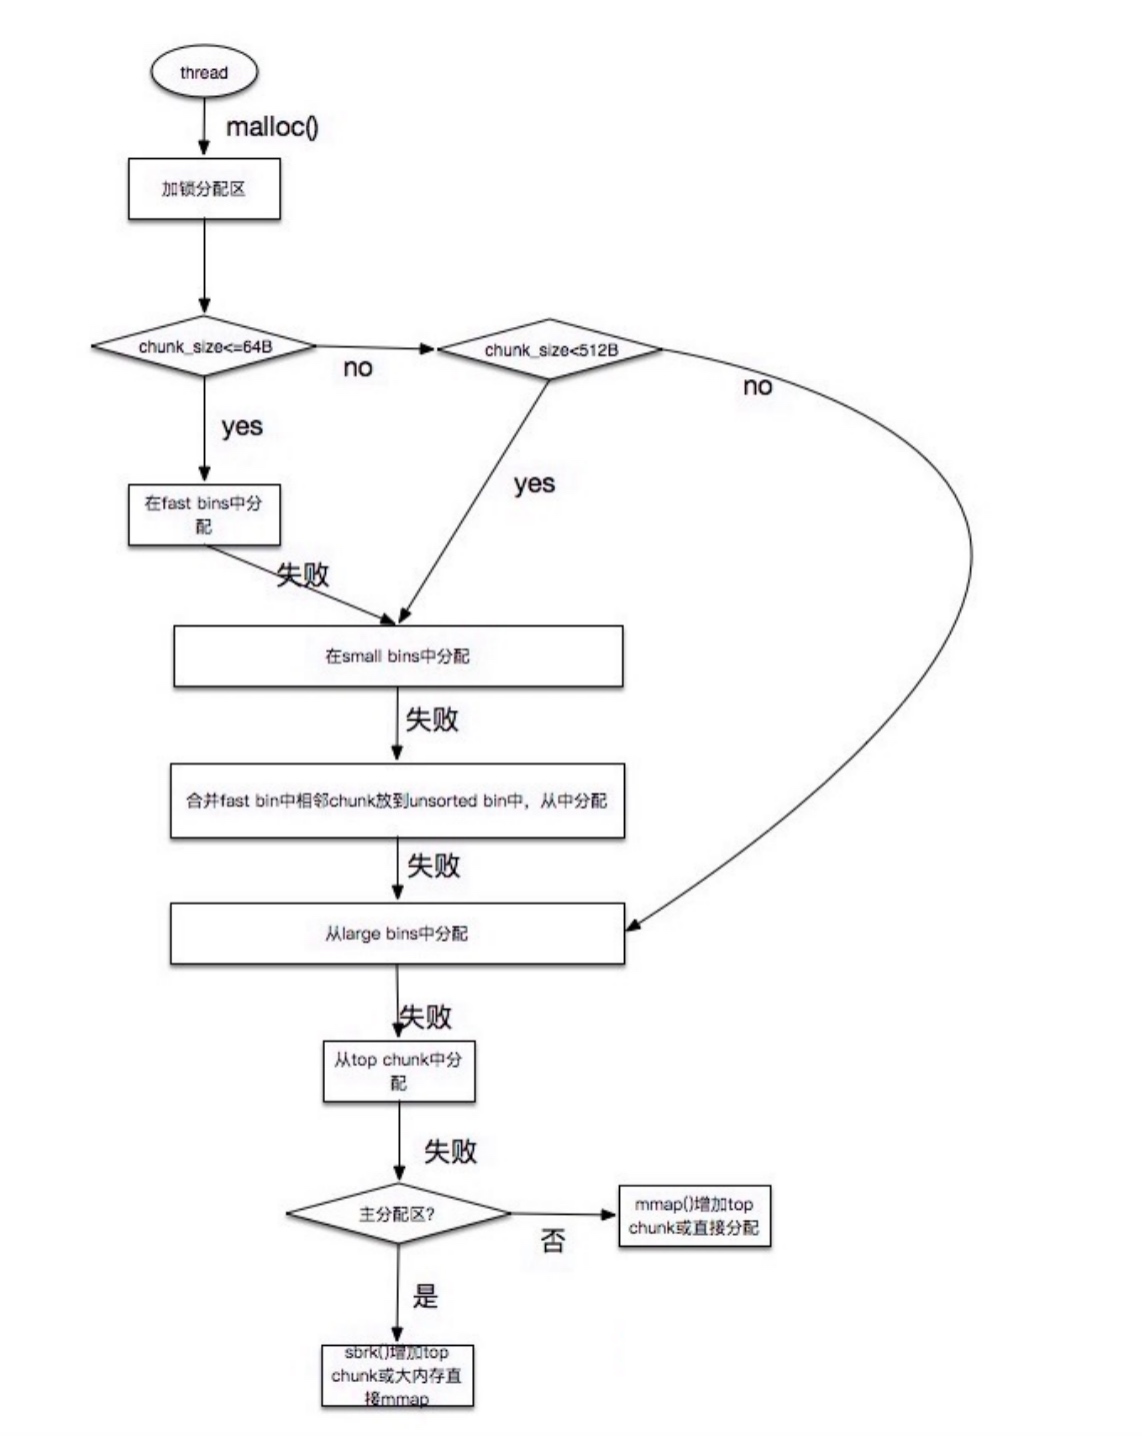 thread
malloc()
加锁分配区
chunk_size<=64B
no
chunk_size<512B
no
yes
yes
在fast bins中分
配
失败
在small bins中分配
失败
合并fast bin中相邻chunk放到unsorted bin中，从中分配
失败
从large bins中分配
失败
从top chunk中分
配
失败
主分配区?
否
mmap()增加top
chunk或直接分配
是
sbrk()增加top
chunk或大内存直
接mmap